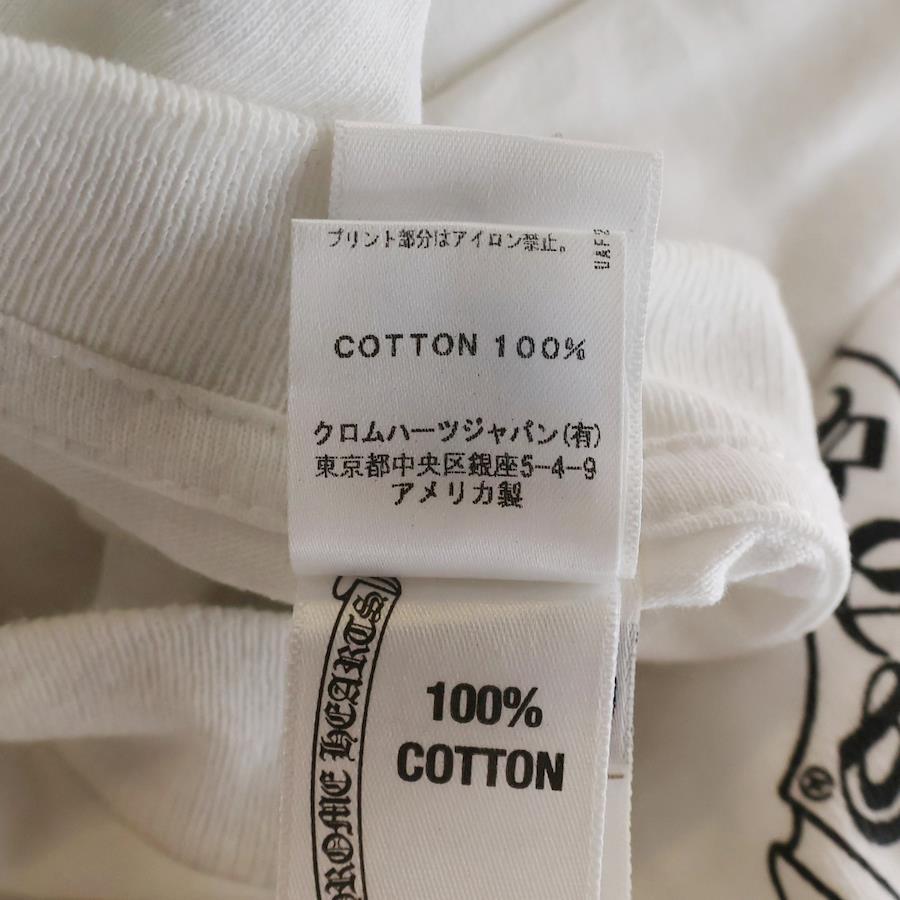 プリント部分はアイロン禁止。
COTTON 100%
クロムハーツジャパン(有)
東京都中央区銀座5-4-9
アメリカ製
HEARTS
100%
COTTON
®